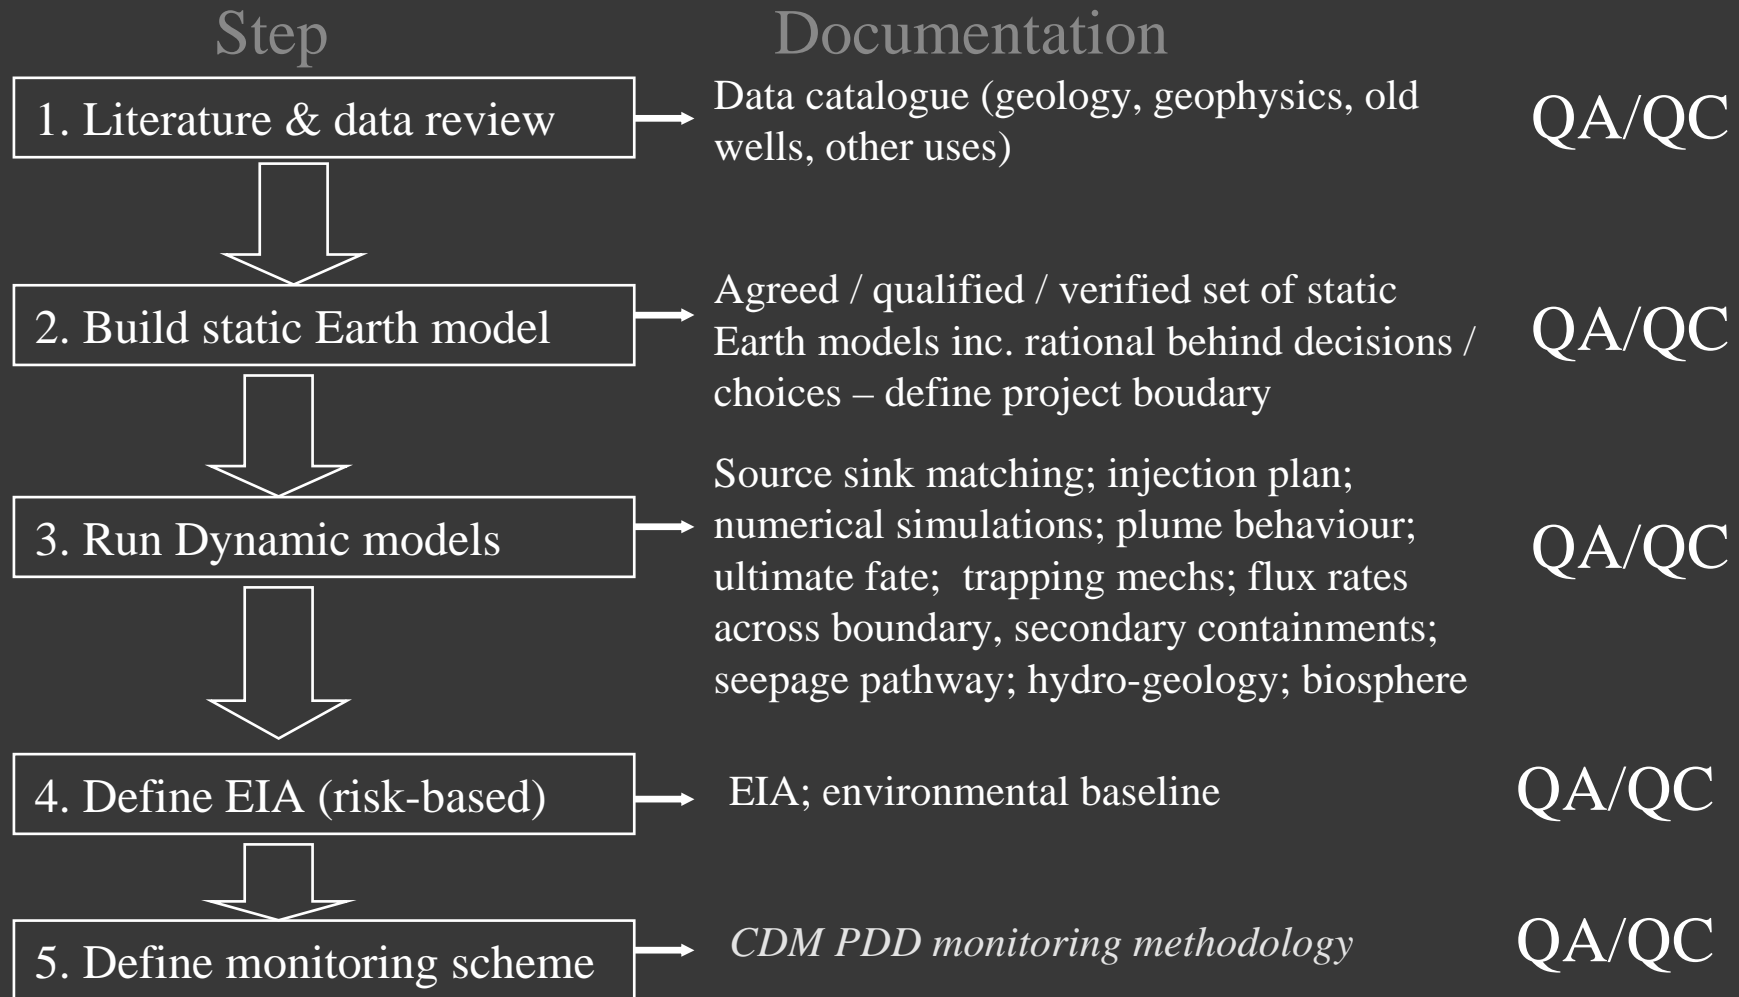 Step
Documentation
1. Literature & data review
Data catalogue (geology, geophysics, old
wells, other uses)
QA/QC
2. Build static Earth model
Agreed / qualified / verified set of static
Earth models inc. rational behind decisions /
choices – define project boudary
QA/QC
3. Run Dynamic models
Source sink matching; injection plan;
numerical simulations; plume behaviour;
ultimate fate;  trapping mechs; flux rates
across boundary, secondary containments;
seepage pathway; hydro-geology; biosphere
QA/QC
4. Define EIA (risk-based)
EIA; environmental baseline
QA/QC
5. Define monitoring scheme
CDM PDD monitoring methodology
QA/QC